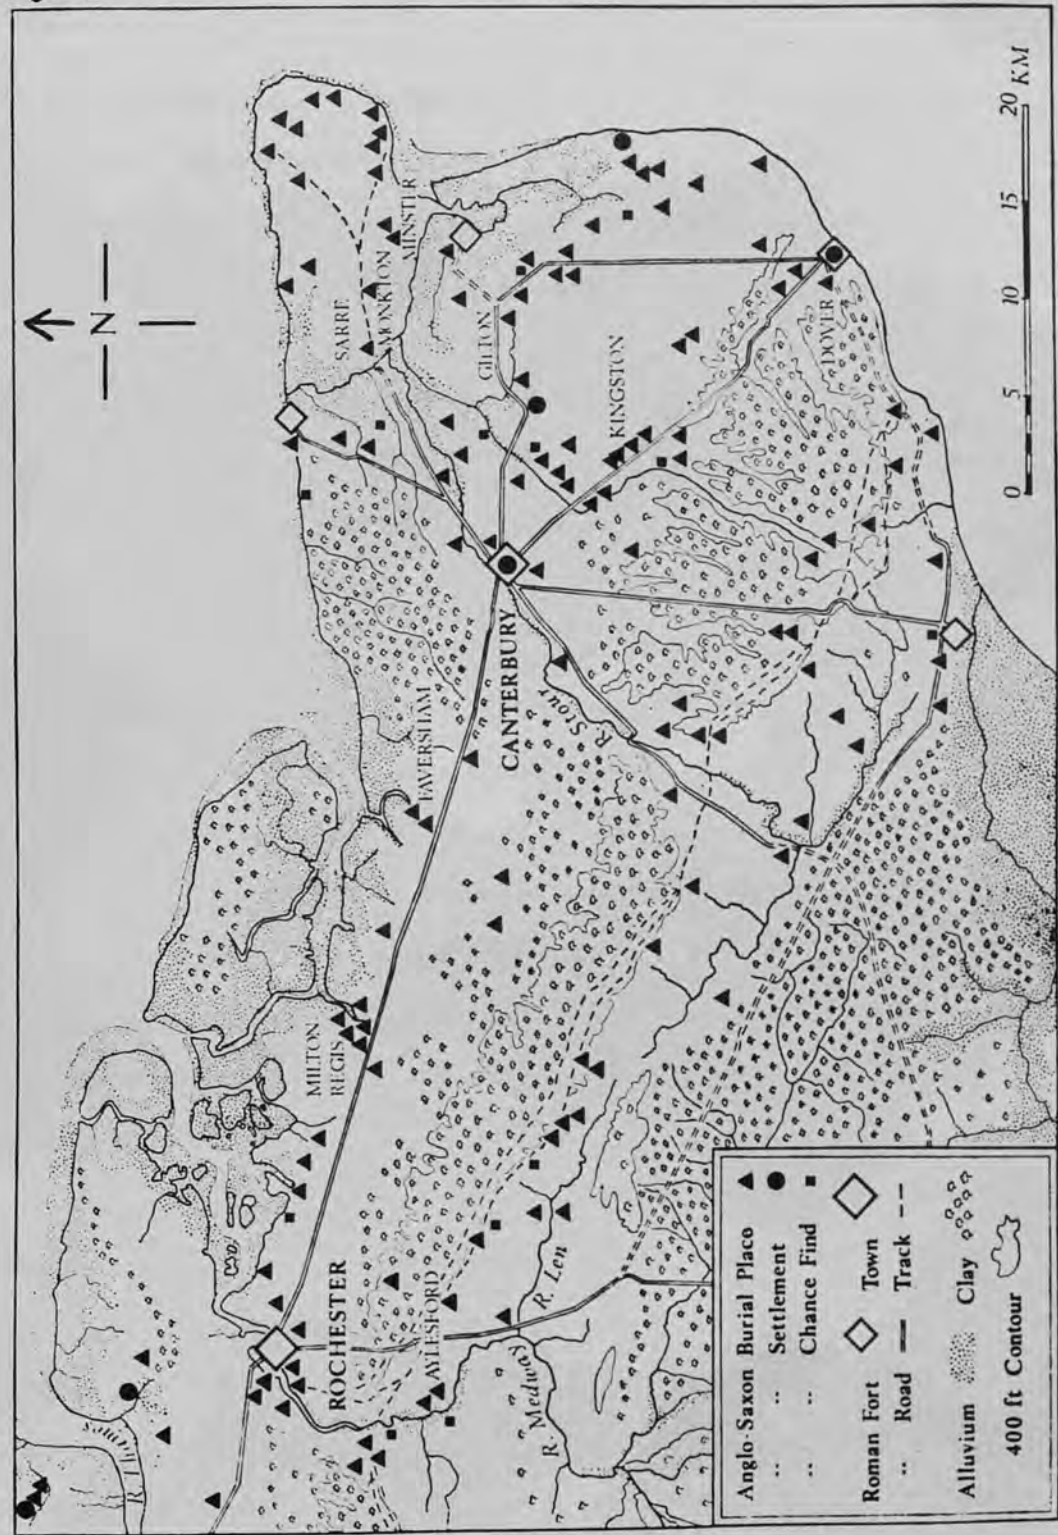 N
SARRE
MONKTON
MINSTER
GILTON
KINGSTON
DOVER
CANTERBURY
R Stour
FAVERSHAM
MILTON
REGIS
ROCHESTER
AYLESFORD
R. Len
R. Medway
0 5 10 15 20 KM
Anglo-Saxon Burial Place
·· Settlement
·· Chance Find
Roman Fort Town
·· Road Track
Alluvium Clay
400 ft Contour